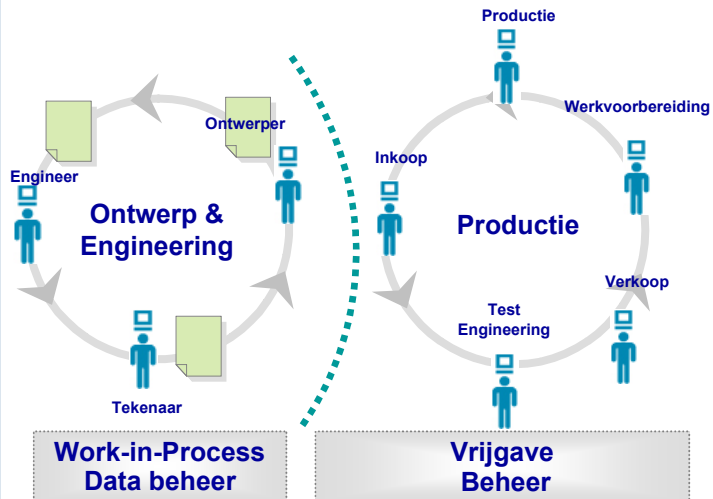 Productie
Ontwerper
Werkvoorbereiding
Inkoop
Engineer
Ontwerp &
Engineering
Productie
Verkoop
Test
Engineering
Tekenaar
Work-in-Process
Data beheer
Vrijgave
Beheer